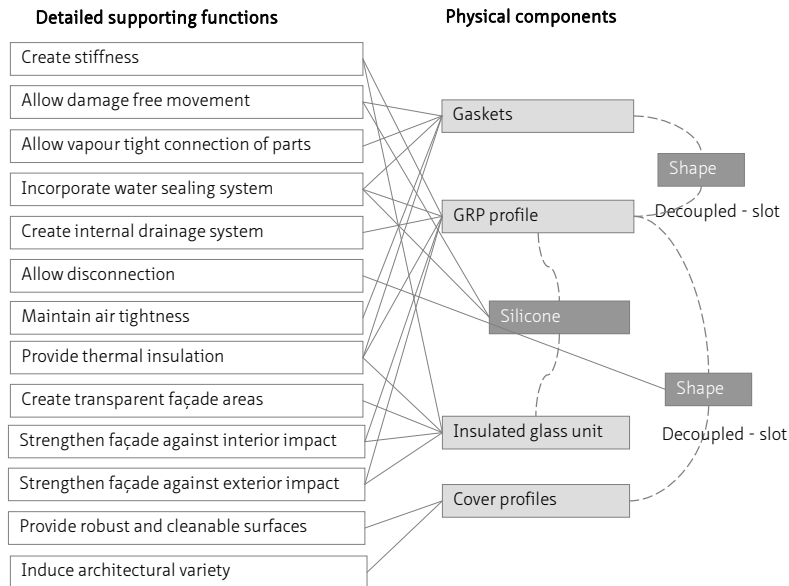 Detailed supporting functions
Physical components
Create stiffness
Allow damage free movement
Allow vapour tight connection of parts
Incorporate water sealing system
Create internal drainage system
Allow disconnection
Maintain air tightness
Provide thermal insulation
Create transparent façade areas
Strengthen façade against interior impact
Strengthen façade against exterior impact
Provide robust and cleanable surfaces
Induce architectural variety
Gaskets
Shape
Decoupled - slot
GRP profile
Silicone
Shape
Decoupled - slot
Insulated glass unit
Cover profiles